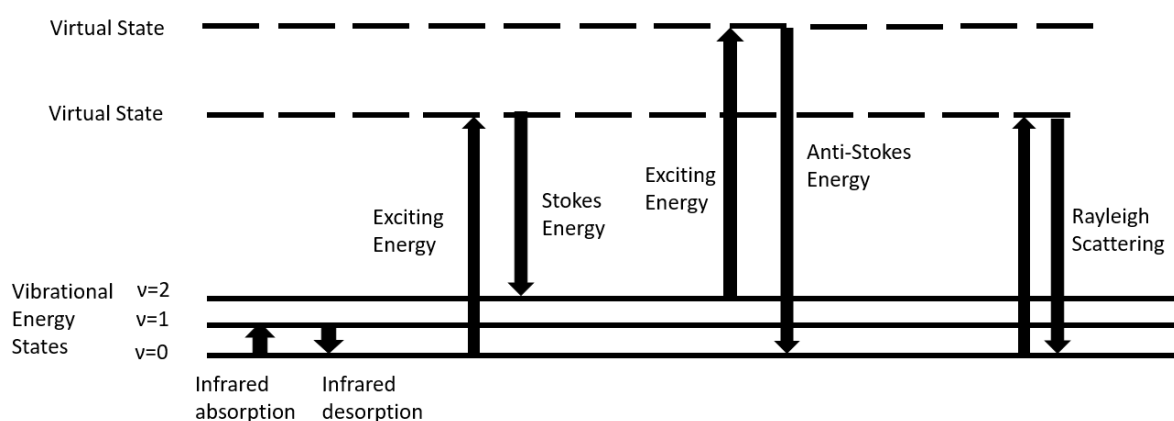 Virtual State
Virtual State
Exciting
Energy
Stokes
Energy
Exciting
Energy
Anti-Stokes
Energy
Rayleigh
Scattering
Vibrational
Energy
States
ν=2
ν=1
ν=0
Infrared
absorption
Infrared
desorption